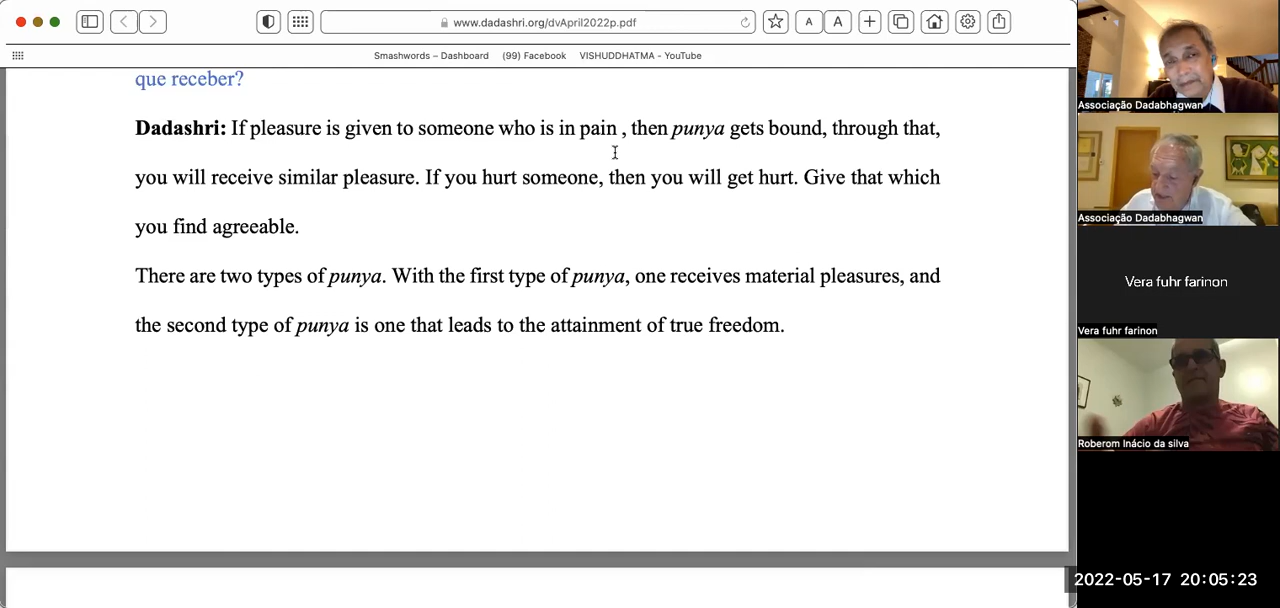 www.dadashri.org/dvApril2022p.pdf
A A
Smashwords – Dashboard (99) Facebook VISHUDDHATMA - YouTube
que receber?
Dadashri: If pleasure is given to someone who is in pain , then punya gets bound, through that,
you will receive similar pleasure. If you hurt someone, then you will get hurt. Give that which
you find agreeable.
There are two types of punya. With the first type of punya, one receives material pleasures, and
the second type of punya is one that leads to the attainment of true freedom.
Associação Dadabhagwan
Associação Dadabhagwan
Vera fuhr farinon
Vera fuhr farinon
Roberom Inácio da silva
2022-05-17 20:05:23